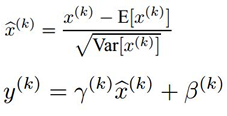 x̂^(k) = (x^(k) − E[x^(k)]) / √(Var[x^(k)])
y^(k) = γ^(k) x̂^(k) + β^(k)